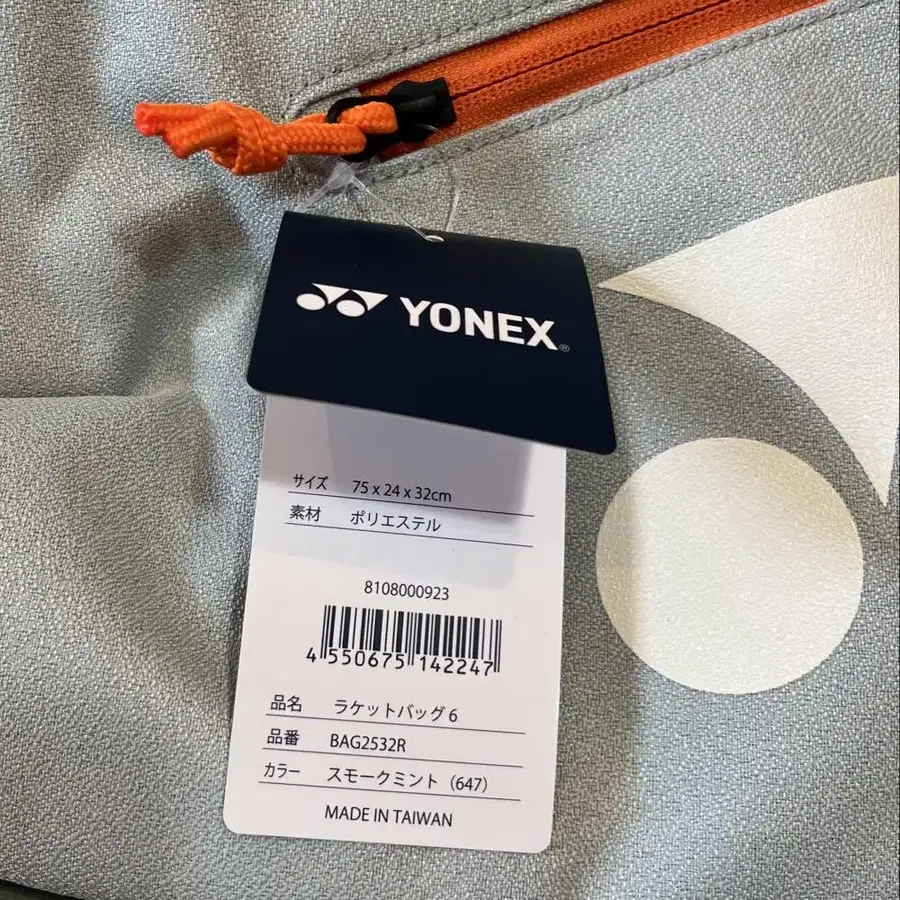 YONEX®
サイズ 75 x 24 x 32cm
素材 ポリエステル
8108000923
4 550675 142247
品名 ラケットバッグ6
品番 BAG2532R
カラー スモークミント（647）
MADE IN TAIWAN